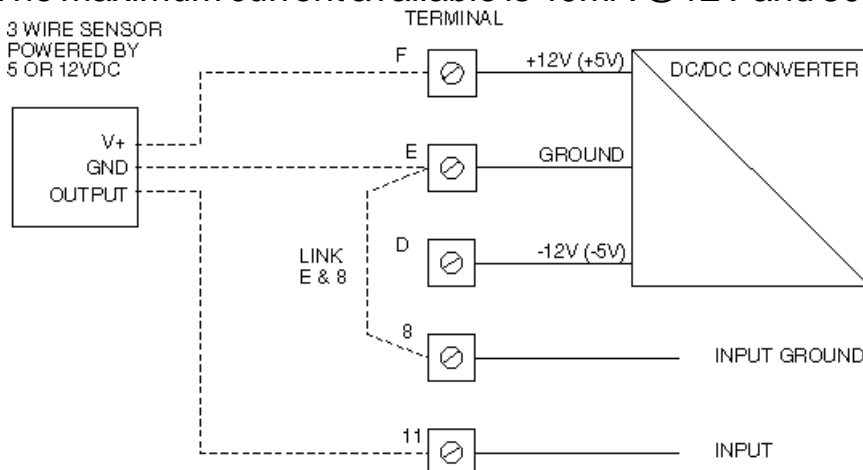 TERMINAL
3 WIRE SENSOR
POWERED BY
5 OR 12VDC
F
+12V (+5V)
DC/DC CONVERTER
V+
GND
OUTPUT
E
GROUND
D
-12V (-5V)
LINK
E & 8
8
INPUT GROUND
11
INPUT